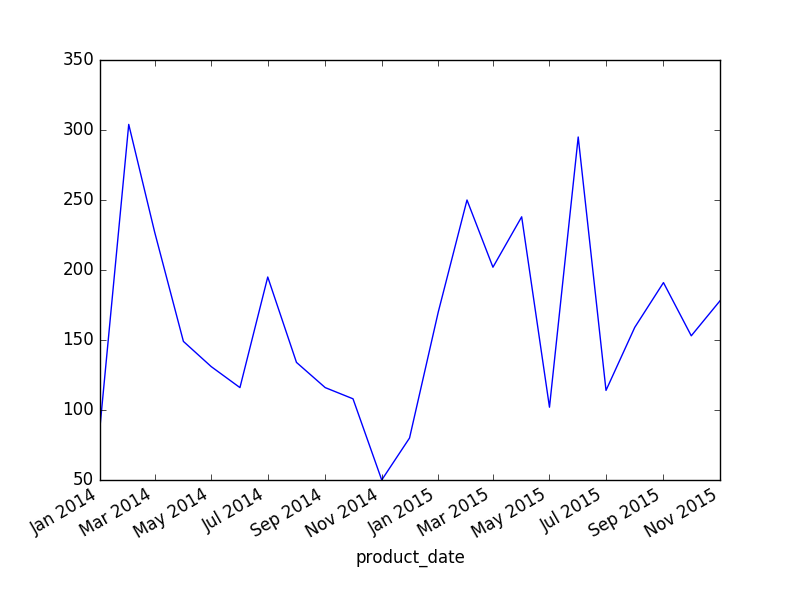 350
300
250
200
150
100
50
Jan 2014
Mar 2014
May 2014
Jul 2014
Sep 2014
Nov 2014
Jan 2015
Mar 2015
May 2015
Jul 2015
Sep 2015
Nov 2015
product_date